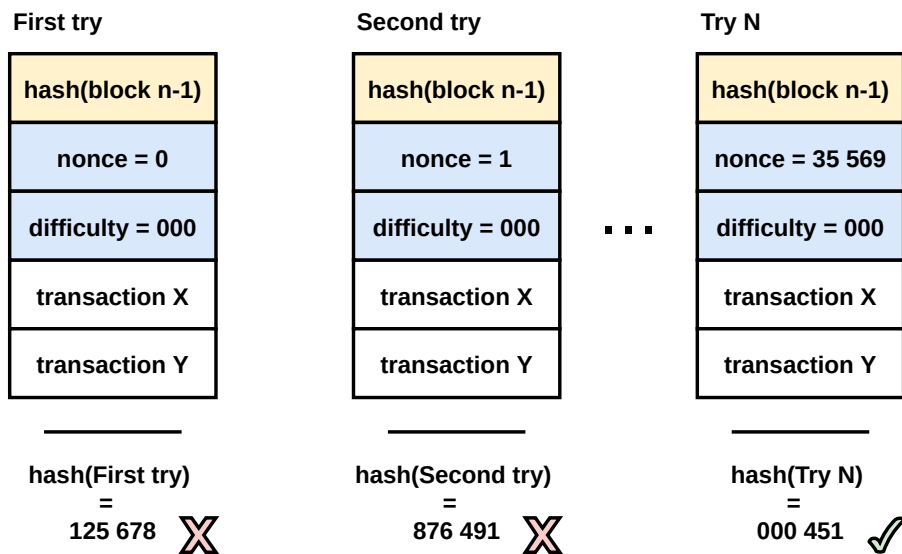 First try
hash(block n-1)
nonce = 0
difficulty = 000
transaction X
transaction Y
hash(First try)
=
125 678
Second try
hash(block n-1)
nonce = 1
difficulty = 000
transaction X
transaction Y
hash(Second try)
=
876 491
...
Try N
hash(block n-1)
nonce = 35 569
difficulty = 000
transaction X
transaction Y
hash(Try N)
=
000 451